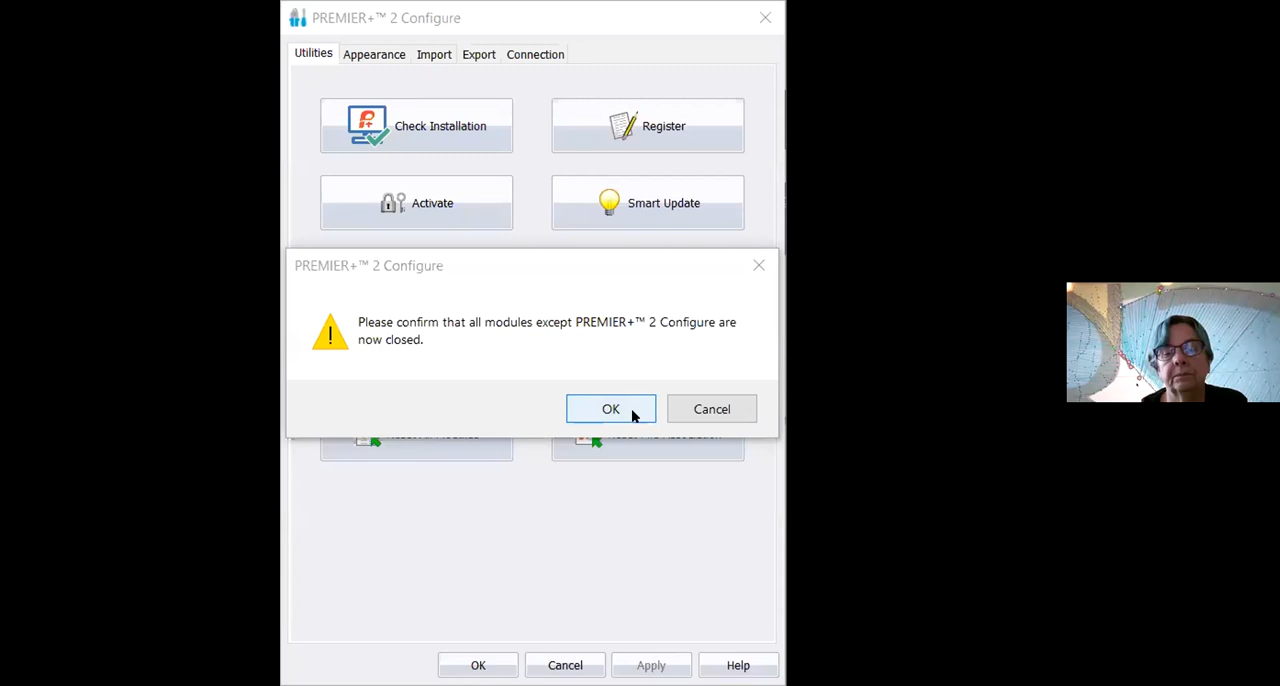 PREMIER+™ 2 Configure
Utilities Appearance Import Export Connection
Check Installation
Register
Activate
Smart Update
PREMIER+™ 2 Configure
Please confirm that all modules except PREMIER+™ 2 Configure are
now closed.
OK Cancel
OK Cancel Apply Help